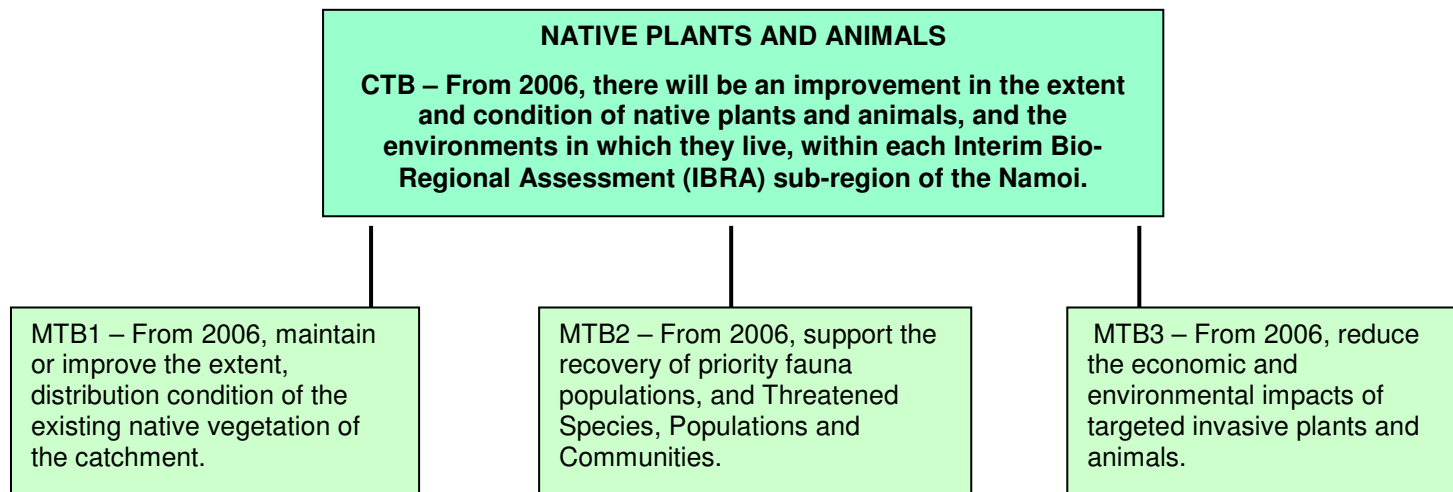 NATIVE PLANTS AND ANIMALS
CTB – From 2006, there will be an improvement in the extent
and condition of native plants and animals, and the
environments in which they live, within each Interim Bio-
Regional Assessment (IBRA) sub-region of the Namoi.
MTB1 – From 2006, maintain
or improve the extent,
distribution condition of the
existing native vegetation of
the catchment.
MTB2 – From 2006, support the
recovery of priority fauna
populations, and Threatened
Species, Populations and
Communities.
MTB3 – From 2006, reduce
the economic and
environmental impacts of
targeted invasive plants and
animals.